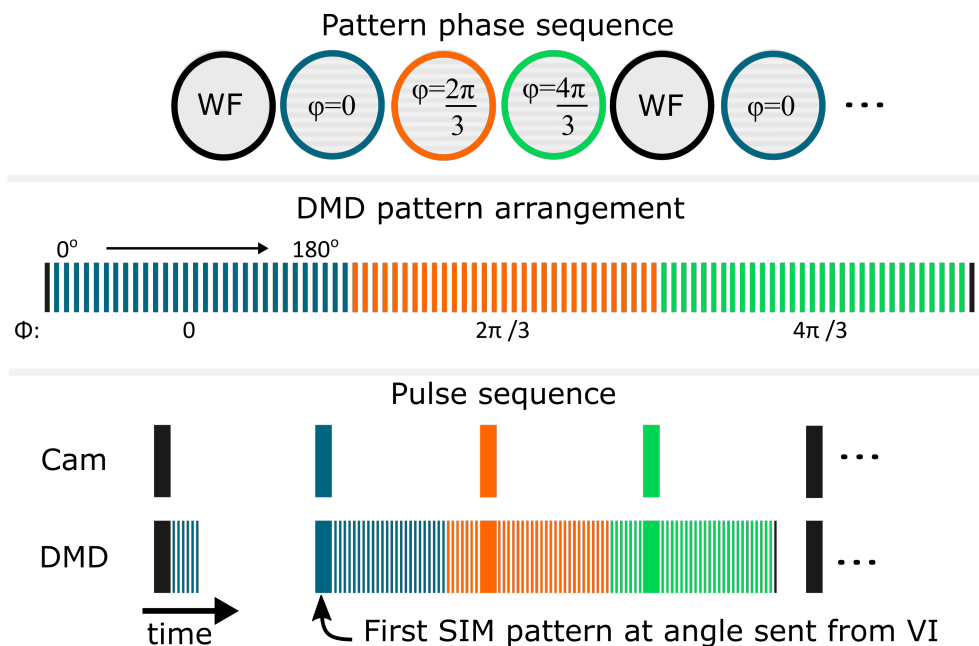 Pattern phase sequence
WF φ=0 φ=2π/3 φ=4π/3 WF φ=0 ...
DMD pattern arrangement
0° 180°
Φ: 0 2π /3 4π /3
Pulse sequence
Cam ...
DMD ...
time
First SIM pattern at angle sent from VI